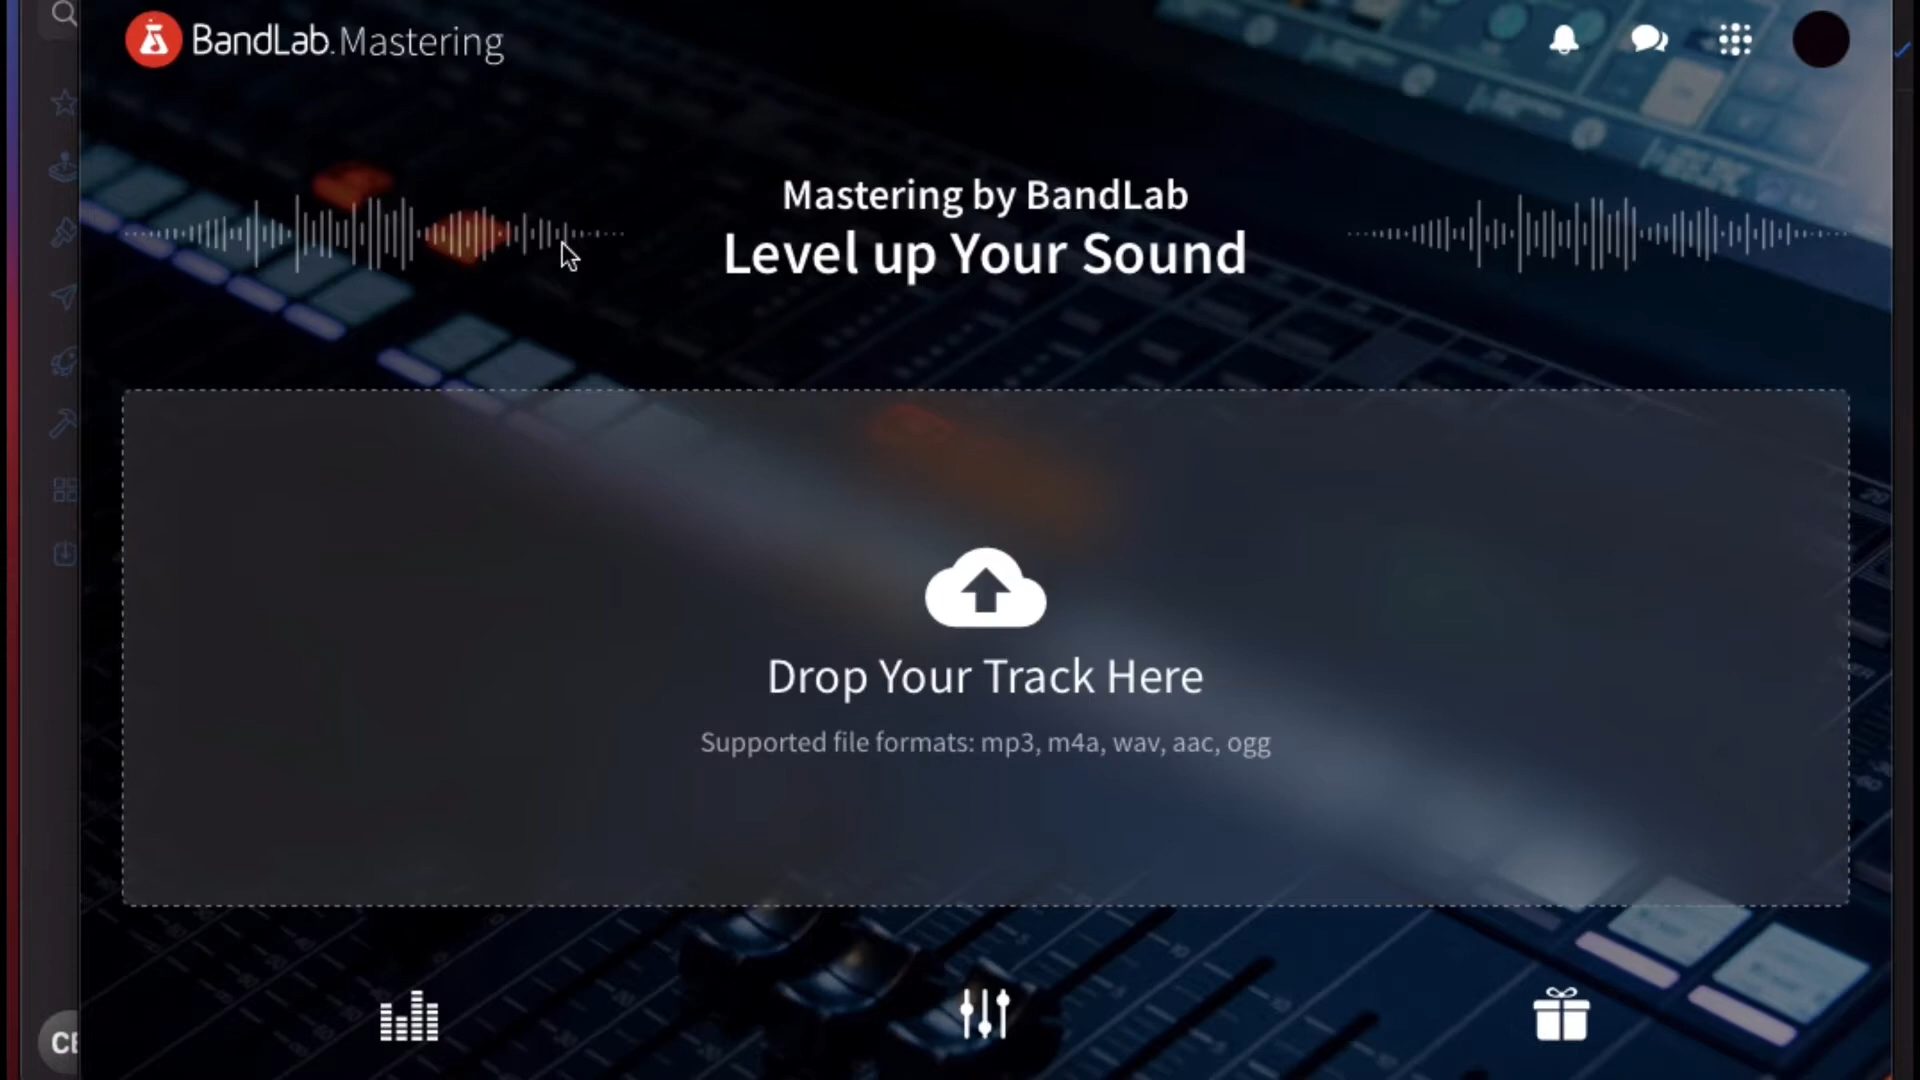 BandLab.Mastering
Mastering by BandLab
Level up Your Sound
Drop Your Track Here
Supported file formats: mp3, m4a, wav, aac, ogg